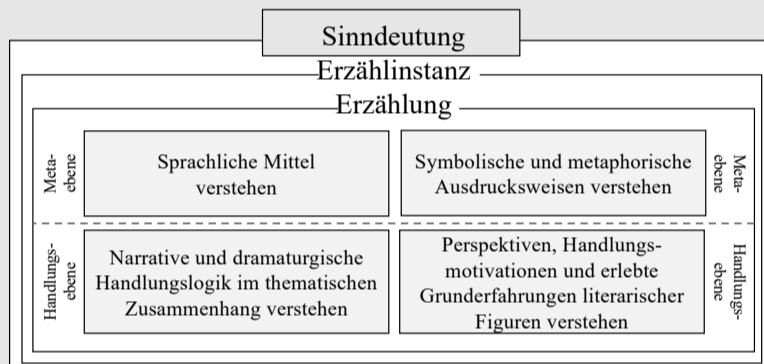 Sinndeutung
Erzählinstanz
Erzählung
Meta-
ebene
Sprachliche Mittel
verstehen
Symbolische und metaphorische
Ausdrucksweisen verstehen
Meta-
ebene
Handlungs-
ebene
Narrative und dramaturgische
Handlungslogik im thematischen
Zusammenhang verstehen
Perspektiven, Handlungs-
motivationen und erlebte
Grunderfahrungen literarischer
Figuren verstehen
Handlungs-
ebene